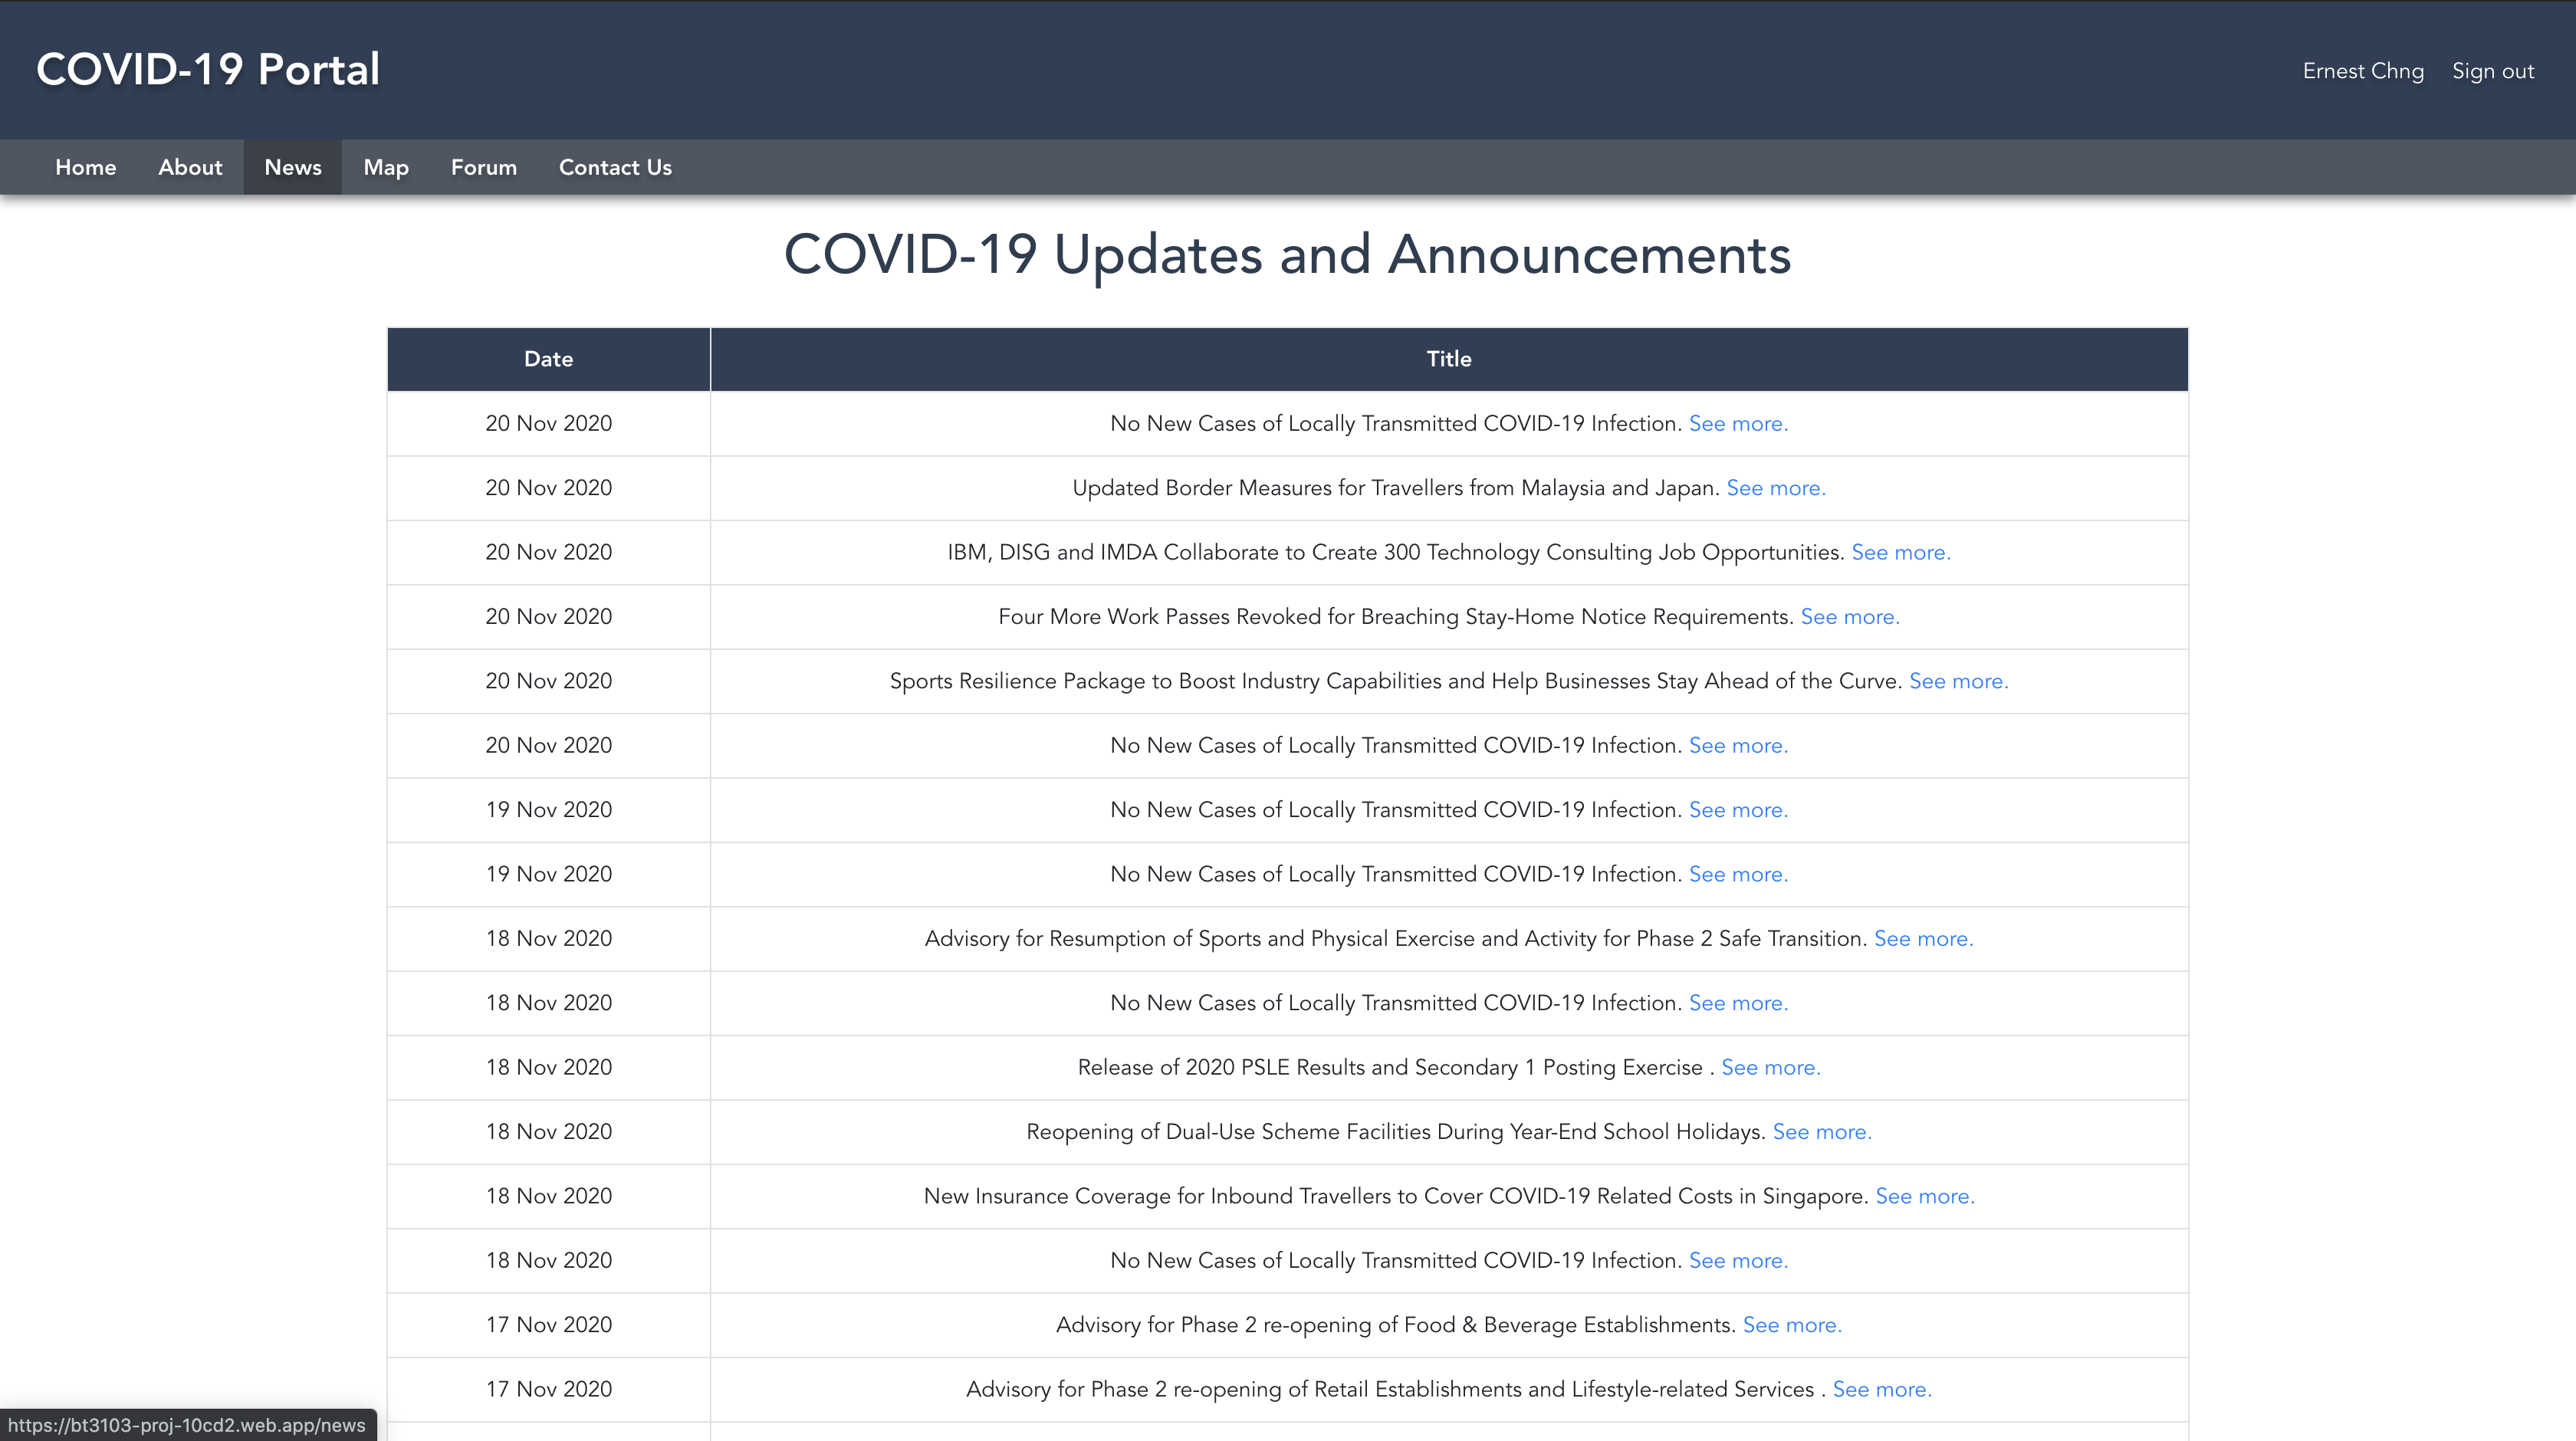 COVID-19 Portal
Ernest Chng Sign out
Home About News Map Forum Contact Us
COVID-19 Updates and Announcements
Date Title
20 Nov 2020 No New Cases of Locally Transmitted COVID-19 Infection. See more.
20 Nov 2020 Updated Border Measures for Travellers from Malaysia and Japan. See more.
20 Nov 2020 IBM, DISG and IMDA Collaborate to Create 300 Technology Consulting Job Opportunities. See more.
20 Nov 2020 Four More Work Passes Revoked for Breaching Stay-Home Notice Requirements. See more.
20 Nov 2020 Sports Resilience Package to Boost Industry Capabilities and Help Businesses Stay Ahead of the Curve. See more.
20 Nov 2020 No New Cases of Locally Transmitted COVID-19 Infection. See more.
19 Nov 2020 No New Cases of Locally Transmitted COVID-19 Infection. See more.
19 Nov 2020 No New Cases of Locally Transmitted COVID-19 Infection. See more.
18 Nov 2020 Advisory for Resumption of Sports and Physical Exercise and Activity for Phase 2 Safe Transition. See more.
18 Nov 2020 No New Cases of Locally Transmitted COVID-19 Infection. See more.
18 Nov 2020 Release of 2020 PSLE Results and Secondary 1 Posting Exercise . See more.
18 Nov 2020 Reopening of Dual-Use Scheme Facilities During Year-End School Holidays. See more.
18 Nov 2020 New Insurance Coverage for Inbound Travellers to Cover COVID-19 Related Costs in Singapore. See more.
18 Nov 2020 No New Cases of Locally Transmitted COVID-19 Infection. See more.
17 Nov 2020 Advisory for Phase 2 re-opening of Food & Beverage Establishments. See more.
17 Nov 2020 Advisory for Phase 2 re-opening of Retail Establishments and Lifestyle-related Services . See more.
https://bt3103-proj-10cd2.web.app/news